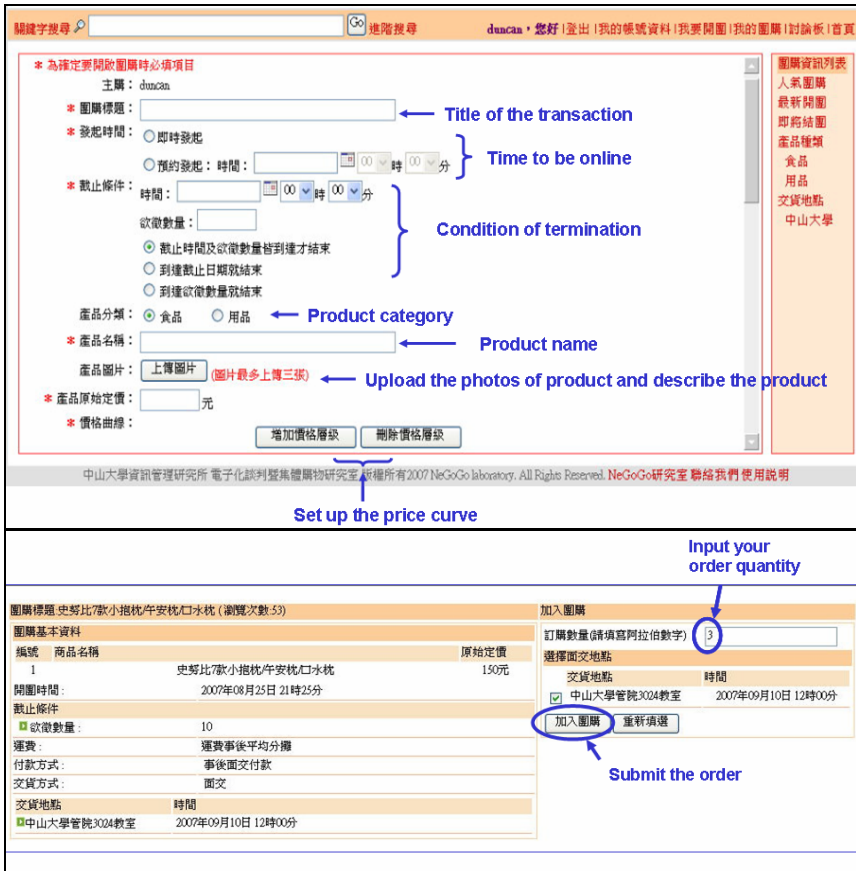 關鍵字搜尋 Go 進階搜尋 duncan，您好 |登出 |我的帳號資料 |我要開團 |我的團購 |討論板 |首頁
* 為確定要開啟團購時必填項目
主購： duncan
* 團購標題： Title of the transaction
* 發起時間： 即時發起
預約發起：時間： 00 時 00 分 Time to be online
* 截止條件： 時間： 00 時 00 分
欲徵數量：
Condition of termination
截止時間及欲徵數量皆到達才結束
到達截止日期就結束
到達欲徵數量就結束
產品分類： 食品 用品 Product category
* 產品名稱： Product name
產品圖片： 上傳圖片 (圖片最多上傳三張) Upload the photos of product and describe the product
* 產品原始定價： 元
* 價格曲線：
增加價格層級 刪除價格層級
團購資訊列表
人氣團購
最新開團
即將結團
產品種類
食品
用品
交貨地點
中山大學
中山大學資訊管理研究所 電子化談判暨集體購物研究室 版權所有2007 NeGoGo laboratory. All Rights Reserved. NeGoGo研究室 聯絡我們 使用說明
Set up the price curve
Input your
order quantity
團購標題:史努比7款小抱枕/午安枕/口水枕 ( 瀏覽次數:53)
團購基本資料
編號 商品名稱 原始定價
1 史努比7款小抱枕/午安枕/口水枕 150元
開團時間 : 2007年08月25日 21時25分
截止條件
欲徵數量 : 10
運費 : 運費事後平均分攤
付款方式 : 事後面交付款
交貨方式 : 面交
交貨地點 時間
中山大學管院3024教室 2007年09月10日 12時00分
加入團購
訂購數量(請填寫阿拉伯數字) 3
選擇面交地點
交貨地點 時間
中山大學管院3024教室 2007年09月10日 12時00分
加入團購 重新填選
Submit the order